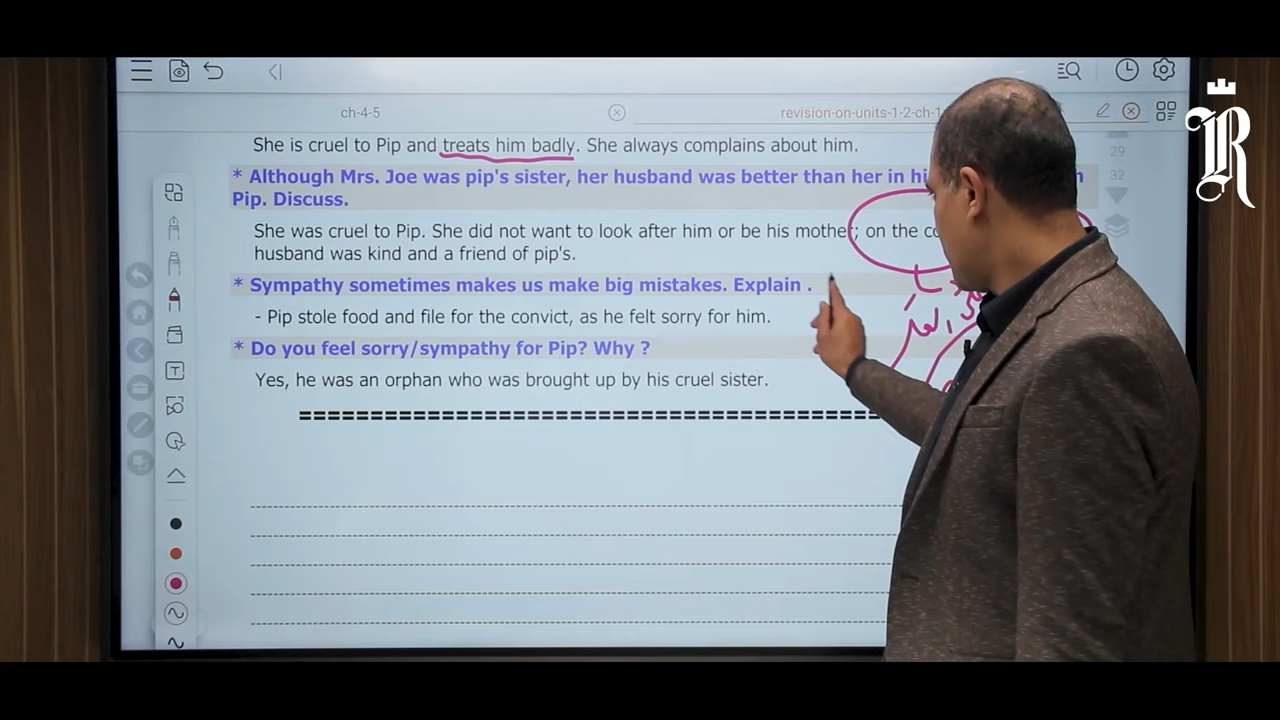 ch-4-5
revision-on-units-1-2-ch-1
29
32
She is cruel to Pip and treats him badly. She always complains about him.
* Although Mrs. Joe was pip's sister, her husband was better than her in
Pip. Discuss.
She was cruel to Pip. She did not want to look after him or be his mother; on the
husband was kind and a friend of pip's.
* Sympathy sometimes makes us make big mistakes. Explain .
- Pip stole food and file for the convict, as he felt sorry for him.
* Do you feel sorry/sympathy for Pip? Why ?
Yes, he was an orphan who was brought up by his cruel sister.
R